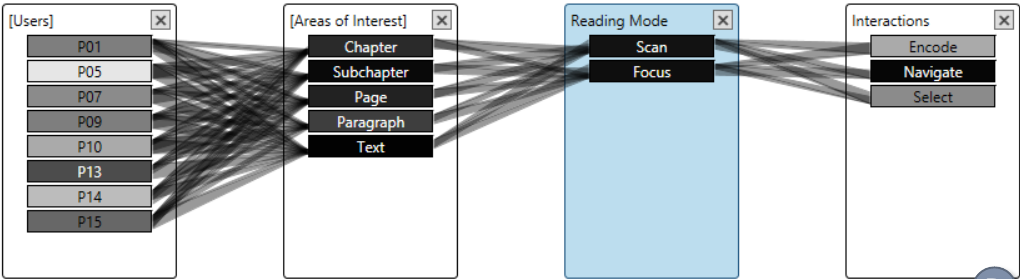 [Users]
P01
P05
P07
P09
P10
P13
P14
P15
[Areas of Interest]
Chapter
Subchapter
Page
Paragraph
Text
Reading Mode
Scan
Focus
Interactions
Encode
Navigate
Select